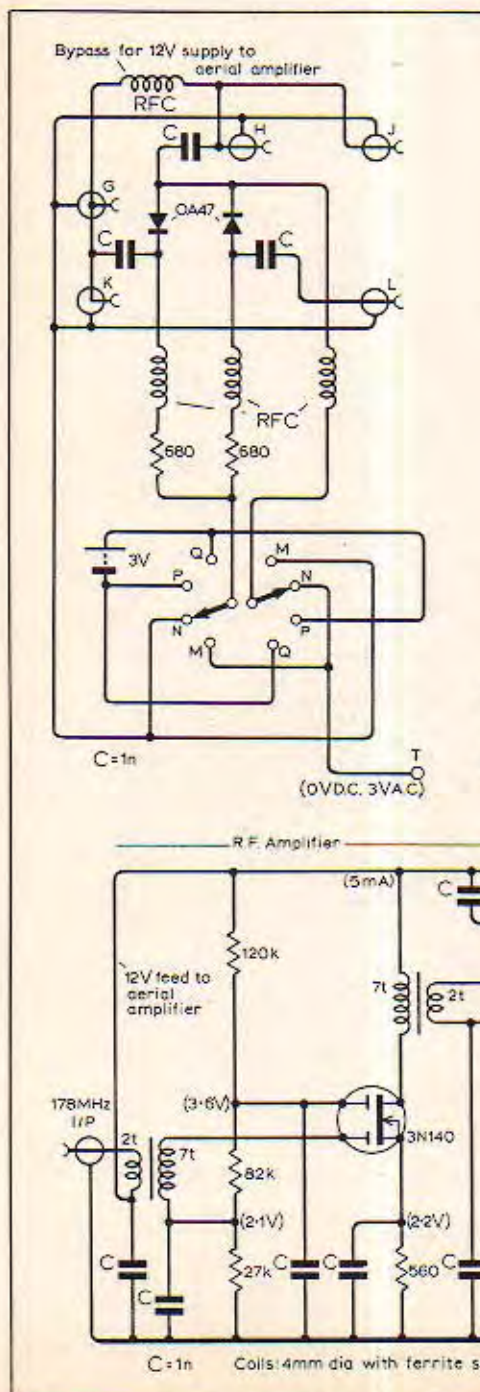 Bypass for 12V supply to
aerial amplifier
RFC
C
H
J
G
OA47
C
C
K
L
RFC
680
680
3V
Q
M
P
N
N
P
M
Q
C=1n
T
(0V D.C. 3V A.C)
R.F. Amplifier
(5mA)
C
120k
12V feed to
aerial
amplifier
7t
2t
178MHz
I/P
(3·6V)
2t
7t
3N140
82k
(2·1V)
(2·2V)
C
C
27k
C
C
560
C
C=1n
Coils: 4mm dia with ferrite s